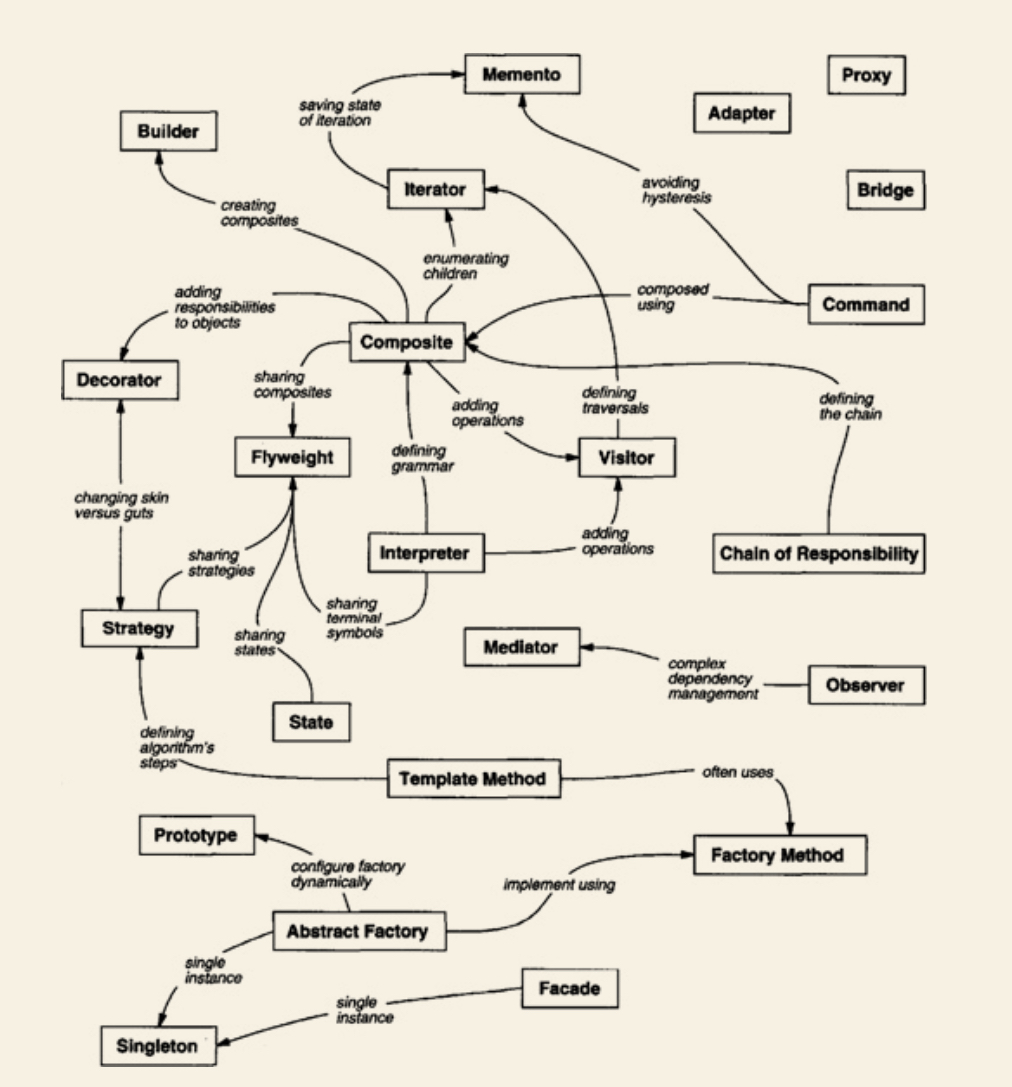 Memento
Proxy
Adapter
saving state
of iteration
Builder
Iterator
avoiding
hysteresis
Bridge
creating
composites
enumerating
children
adding
responsibilities
to objects
composed
using
Command
Composite
Decorator
sharing
composites
adding
operations
defining
traversals
defining
the chain
Flyweight
defining
grammar
Visitor
changing skin
versus guts
sharing
strategies
Interpreter
adding
operations
Chain of Responsibility
Strategy
sharing
states
sharing
terminal
symbols
Mediator
complex
dependency
management
Observer
State
defining
algorithm's
steps
Template Method
often uses
Prototype
configure factory
dynamically
implement using
Factory Method
Abstract Factory
single
instance
Facade
single
instance
Singleton